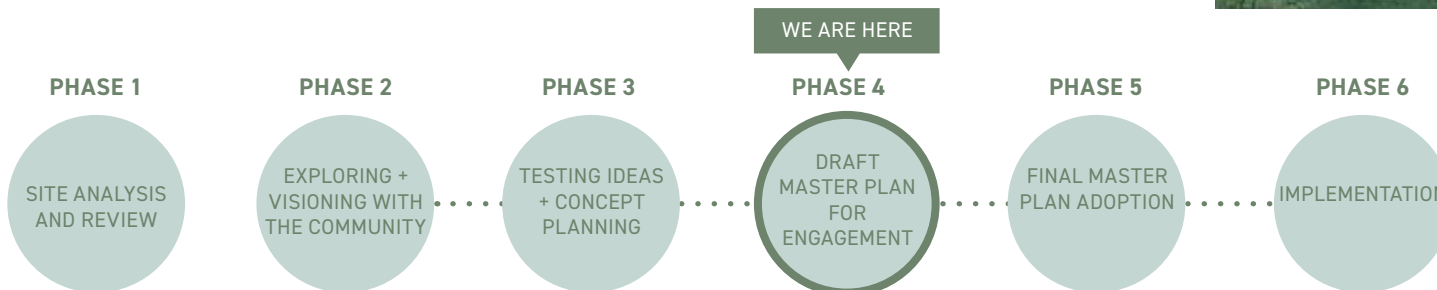 WE ARE HERE
PHASE 1
SITE ANALYSIS
AND REVIEW
PHASE 2
EXPLORING +
VISIONING WITH
THE COMMUNITY
PHASE 3
TESTING IDEAS
+ CONCEPT
PLANNING
PHASE 4
DRAFT
MASTER PLAN
FOR
ENGAGEMENT
PHASE 5
FINAL MASTER
PLAN ADOPTION
PHASE 6
IMPLEMENTATION